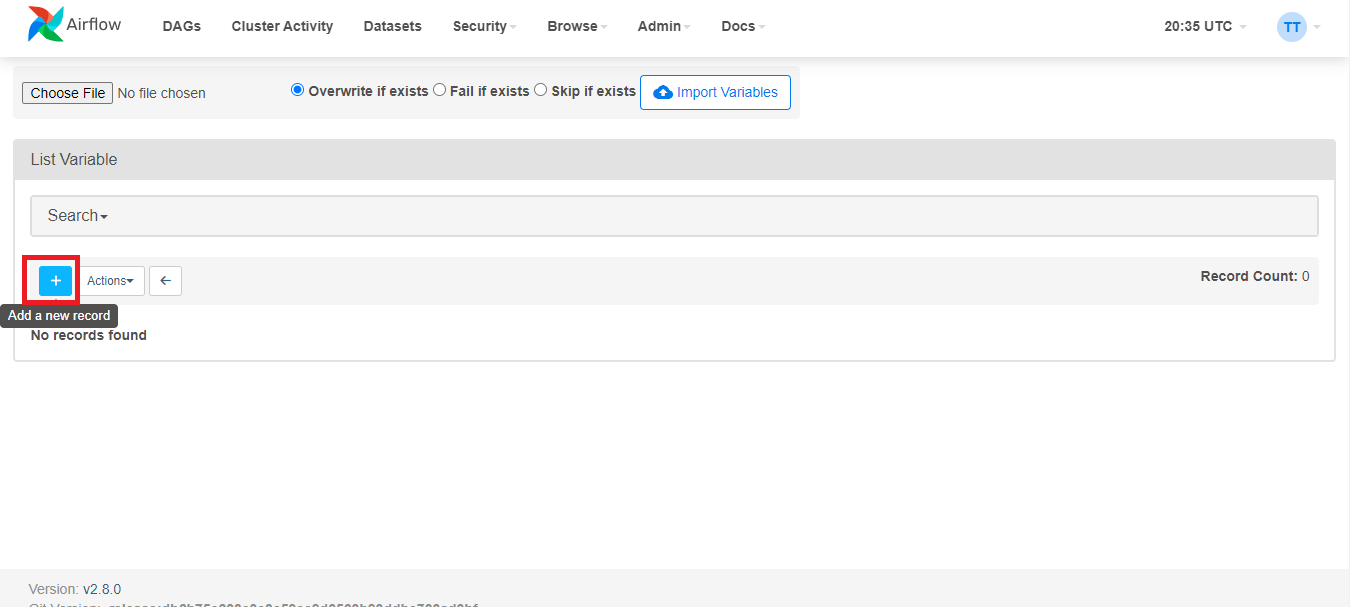 Airflow DAGs Cluster Activity Datasets Security Browse Admin Docs 20:35 UTC TT
Choose File No file chosen Overwrite if exists Fail if exists Skip if exists Import Variables
List Variable
Search
+ Actions Record Count: 0
Add a new record
No records found
Version: v2.8.0